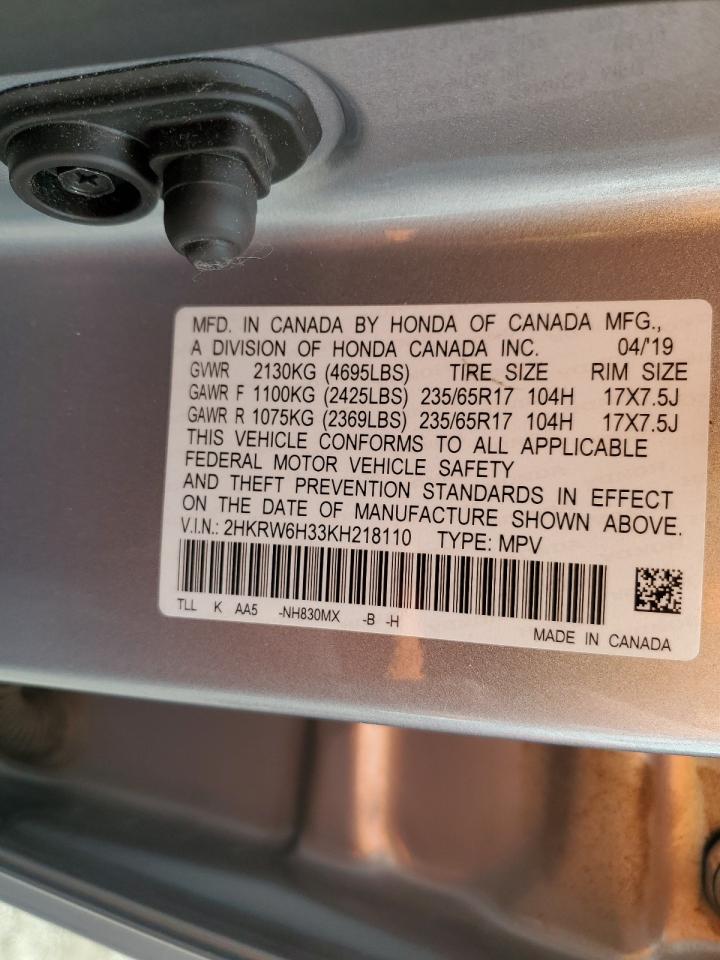 MFD. IN CANADA BY HONDA OF CANADA MFG.,
A DIVISION OF HONDA CANADA INC. 04/'19
GVWR 2130KG (4695LBS) TIRE SIZE RIM SIZE
GAWR F 1100KG (2425LBS) 235/65R17 104H 17X7.5J
GAWR R 1075KG (2369LBS) 235/65R17 104H 17X7.5J
THIS VEHICLE CONFORMS TO ALL APPLICABLE
FEDERAL MOTOR VEHICLE SAFETY
AND THEFT PREVENTION STANDARDS IN EFFECT
ON THE DATE OF MANUFACTURE SHOWN ABOVE.
V.I.N.: 2HKRW6H33KH218110 TYPE: MPV
TLL K AA5 -NH830MX -B -H
MADE IN CANADA